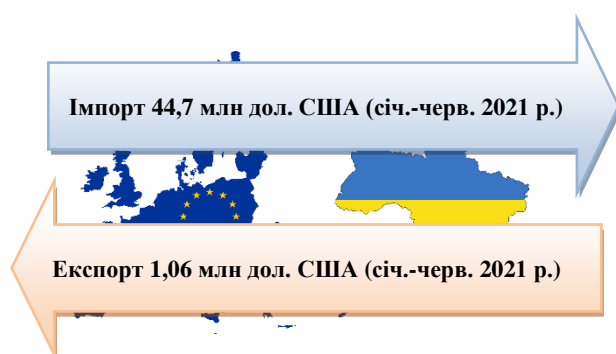 Імпорт 44,7 млн дол. США (січ.-черв. 2021 р.)
Експорт 1,06 млн дол. США (січ.-черв. 2021 р.)